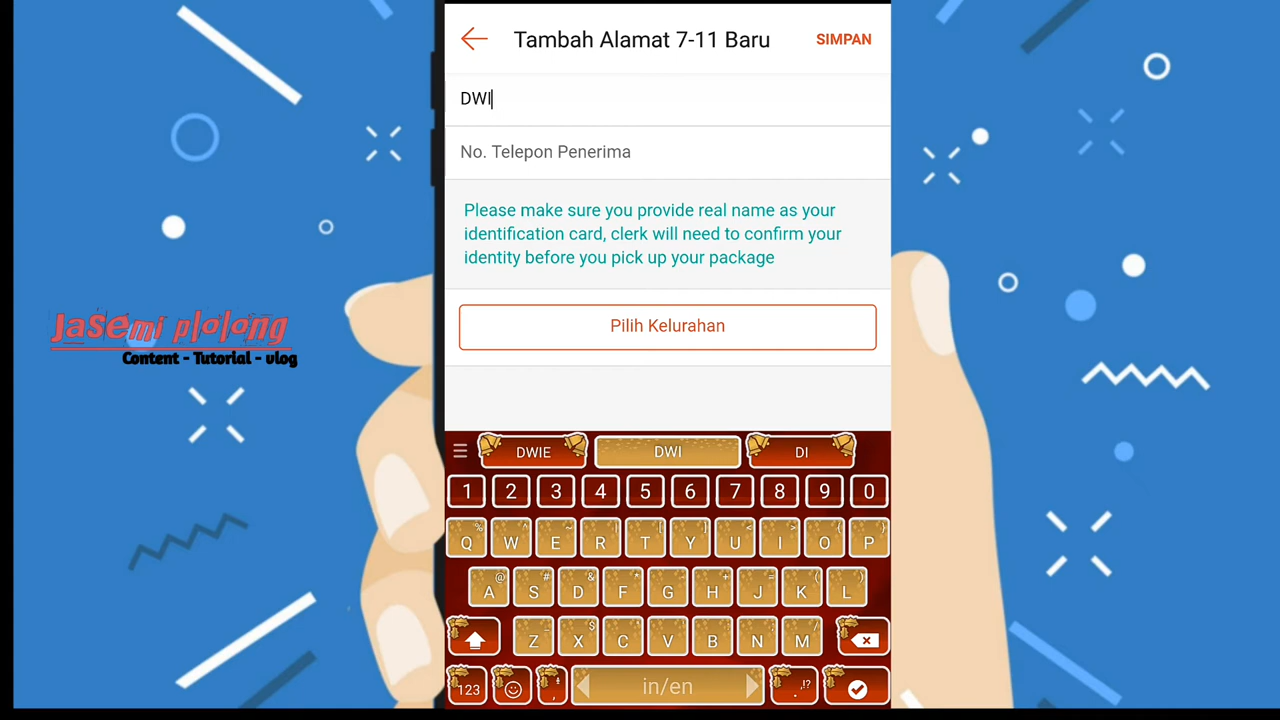 Tambah Alamat 7-11 Baru
SIMPAN
DWI
No. Telepon Penerima
Please make sure you provide real name as your
identification card, clerk will need to confirm your
identity before you pick up your package
Jasemi plolong
Content - Tutorial - vlog
Pilih Kelurahan
DWIE DWI DI
1 2 3 4 5 6 7 8 9 0
Q W E R T Y U I O P
A S D F G H J K L
Z X C V B N M
123 , in/en . ,!?